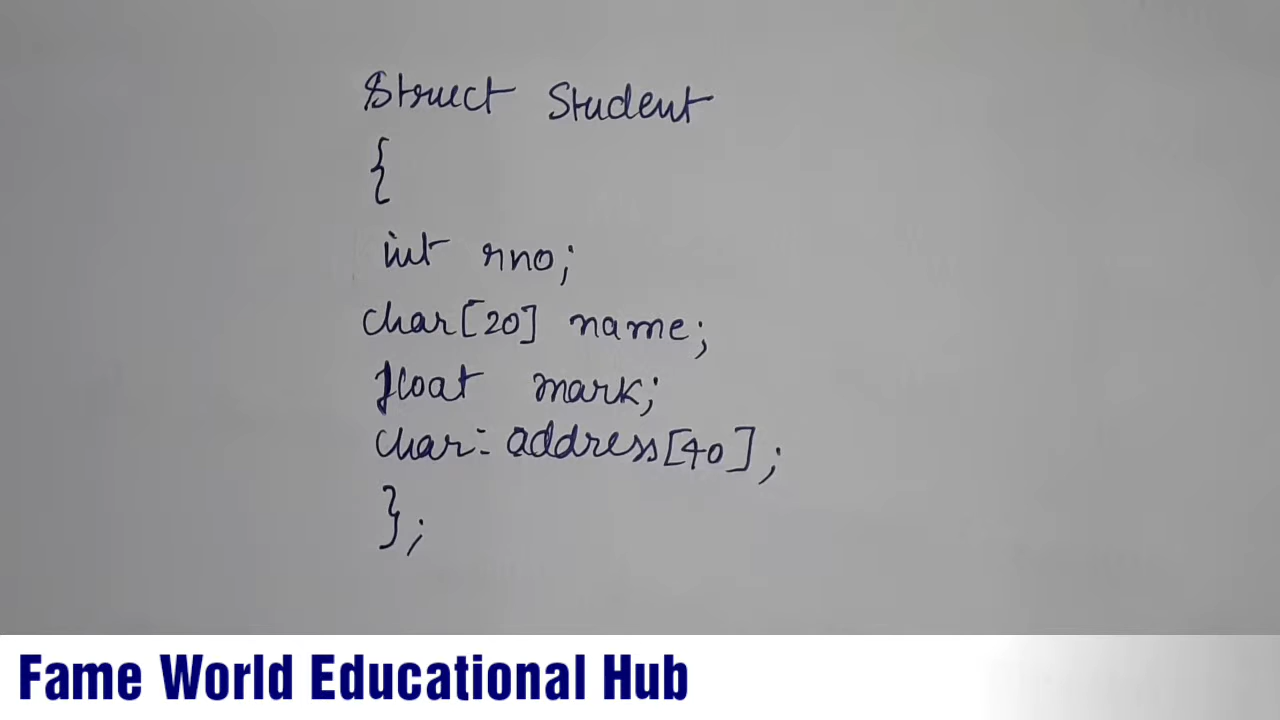 Struct Student
{
int rno;
char[20] name;
float mark;
char: address[40];
};
Fame World Educational Hub